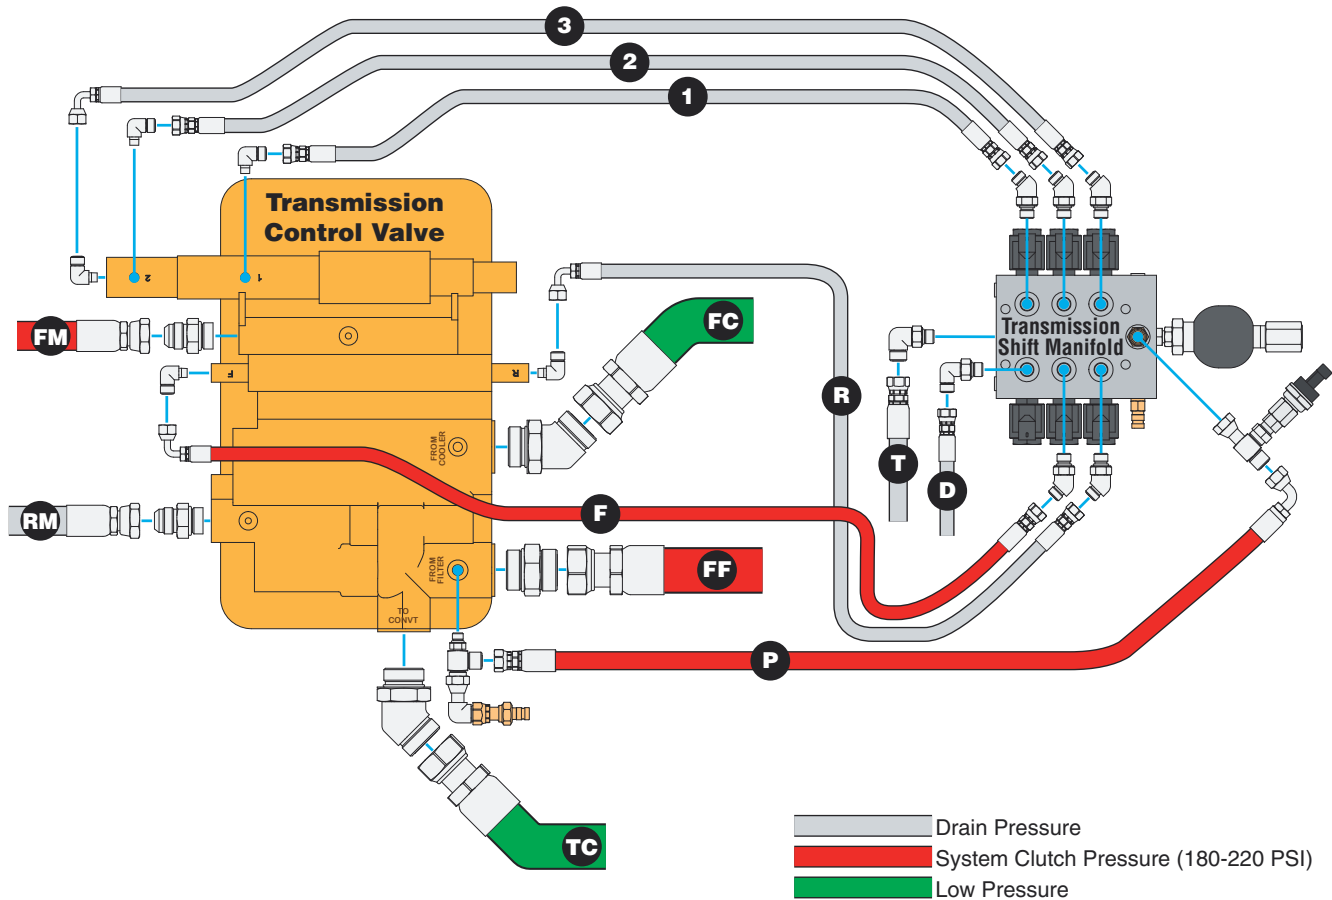 3
2
1
Transmission
Control Valve
2
1
FM
FC
Transmission
Shift Manifold
F
R
R
FROM
COOLER
T
D
RM
F
FROM
FILTER
FF
TO
CONVT
P
TC
Drain Pressure
System Clutch Pressure (180-220 PSI)
Low Pressure